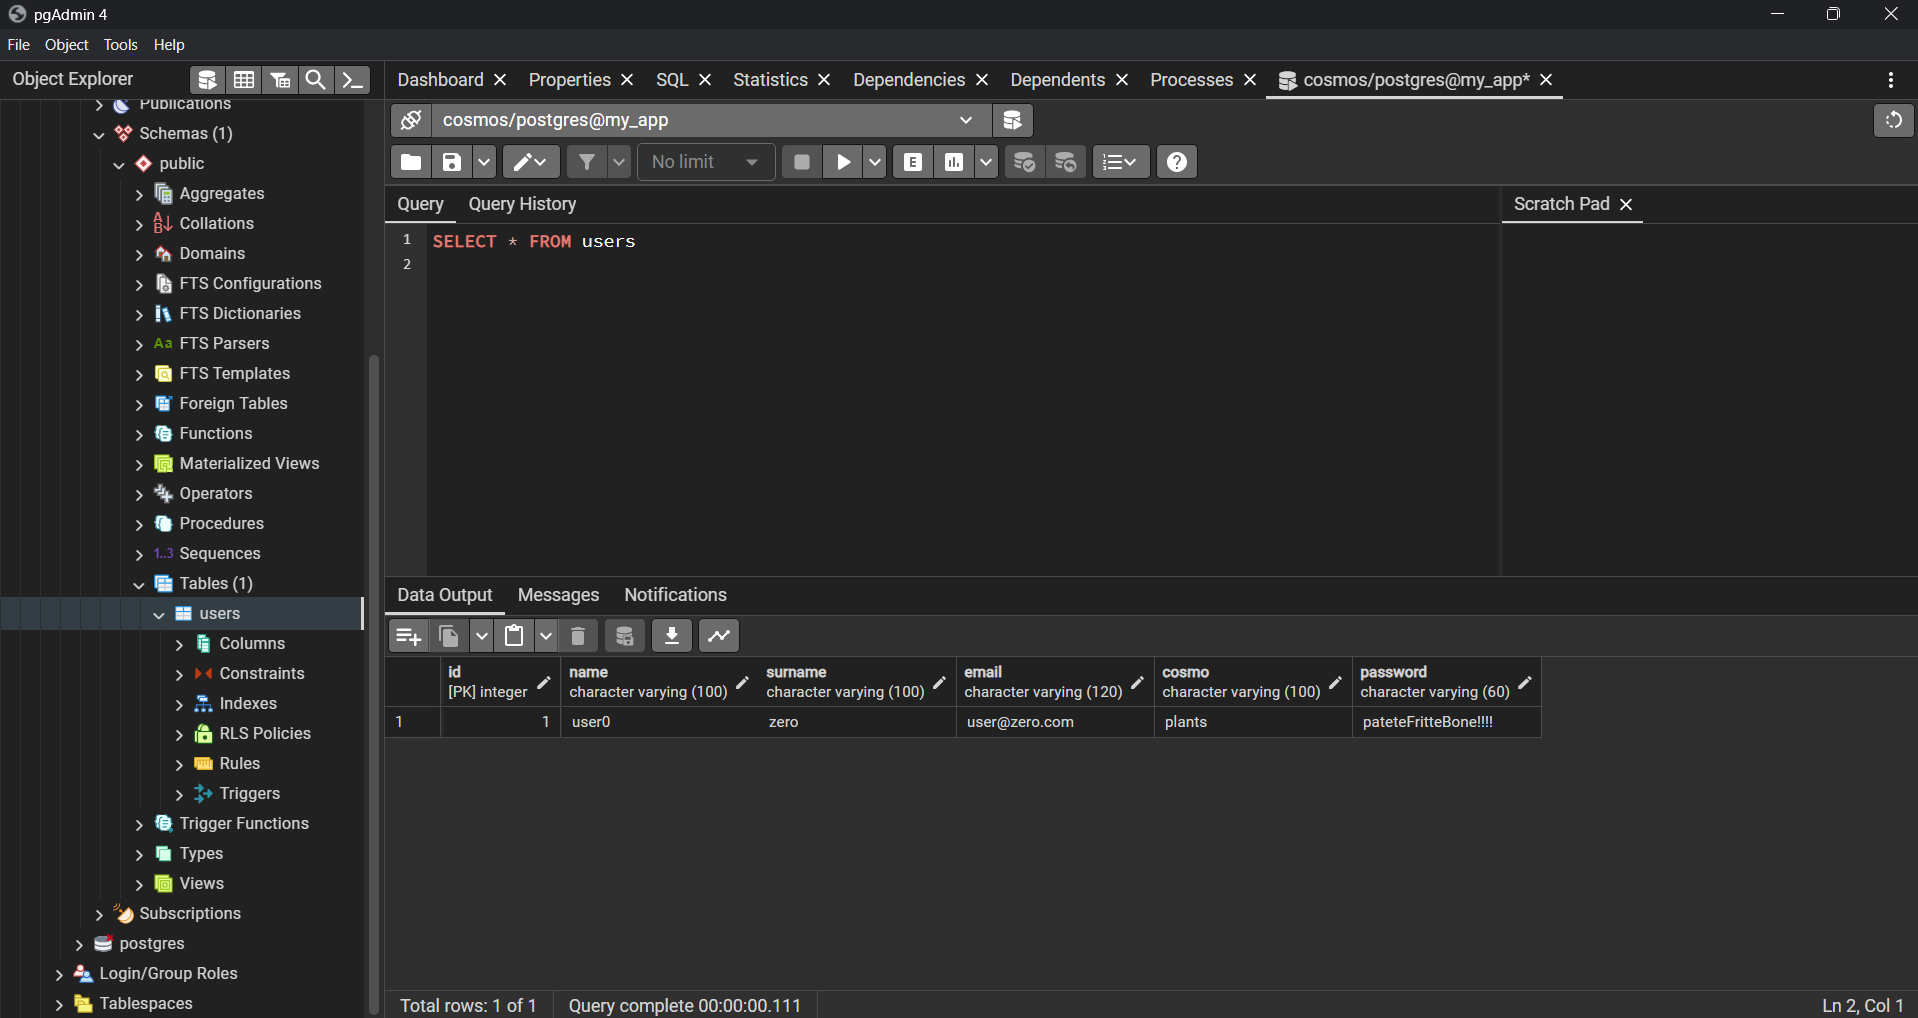 pgAdmin 4
File Object Tools Help
Object Explorer
Publications
Schemas (1)
public
Aggregates
Collations
Domains
FTS Configurations
FTS Dictionaries
Aa FTS Parsers
FTS Templates
Foreign Tables
Functions
Materialized Views
Operators
Procedures
1..3 Sequences
Tables (1)
users
Columns
Constraints
Indexes
RLS Policies
Rules
Triggers
Trigger Functions
Types
Views
Subscriptions
postgres
Login/Group Roles
Tablespaces
Dashboard Properties SQL Statistics Dependencies Dependents Processes cosmos/postgres@my_app*
cosmos/postgres@my_app
No limit E
Query Query History Scratch Pad
1 SELECT * FROM users
2
Data Output Messages Notifications
id name surname email cosmo password
[PK] integer character varying (100) character varying (100) character varying (120) character varying (100) character varying (60)
1 1 user0 zero user@zero.com plants pateteFritteBone!!!!
Total rows: 1 of 1 Query complete 00:00:00.111 Ln 2, Col 1